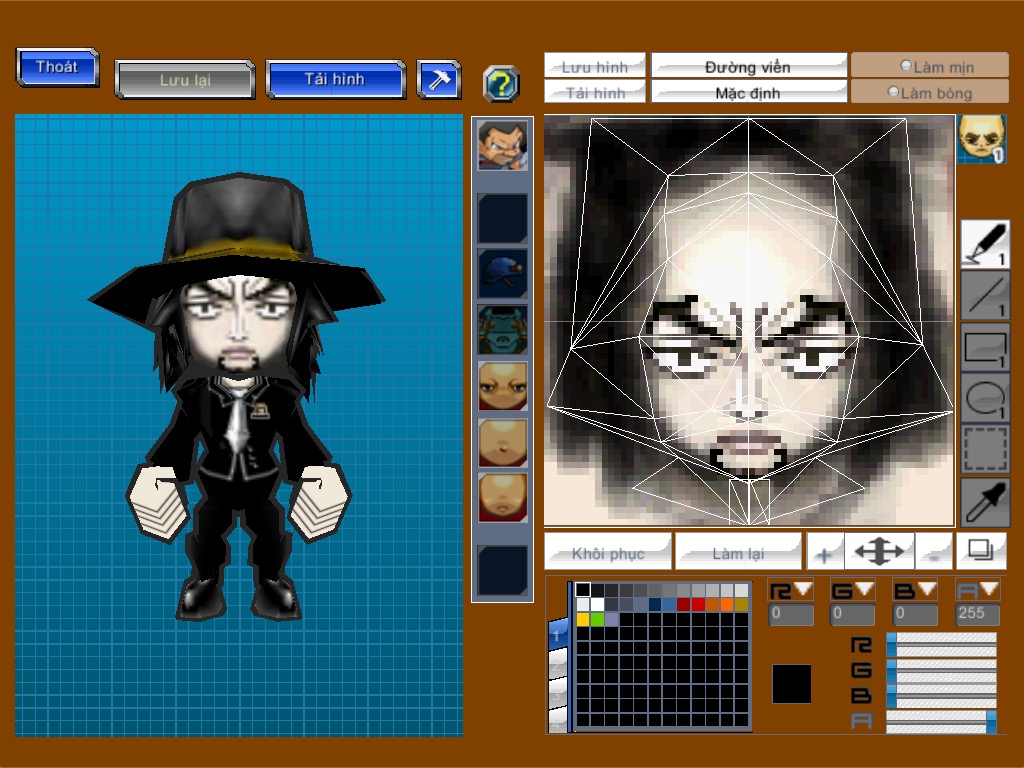 Thoát
Lưu lại
Tải hình
?
Lưu hình
Đường viền
Làm mịn
Tải hình
Mặc định
Làm bóng
1
1
1
1
1
Khôi phục
Làm lại
+
-
1
R
G
B
A
0
0
0
255
R
G
B
A